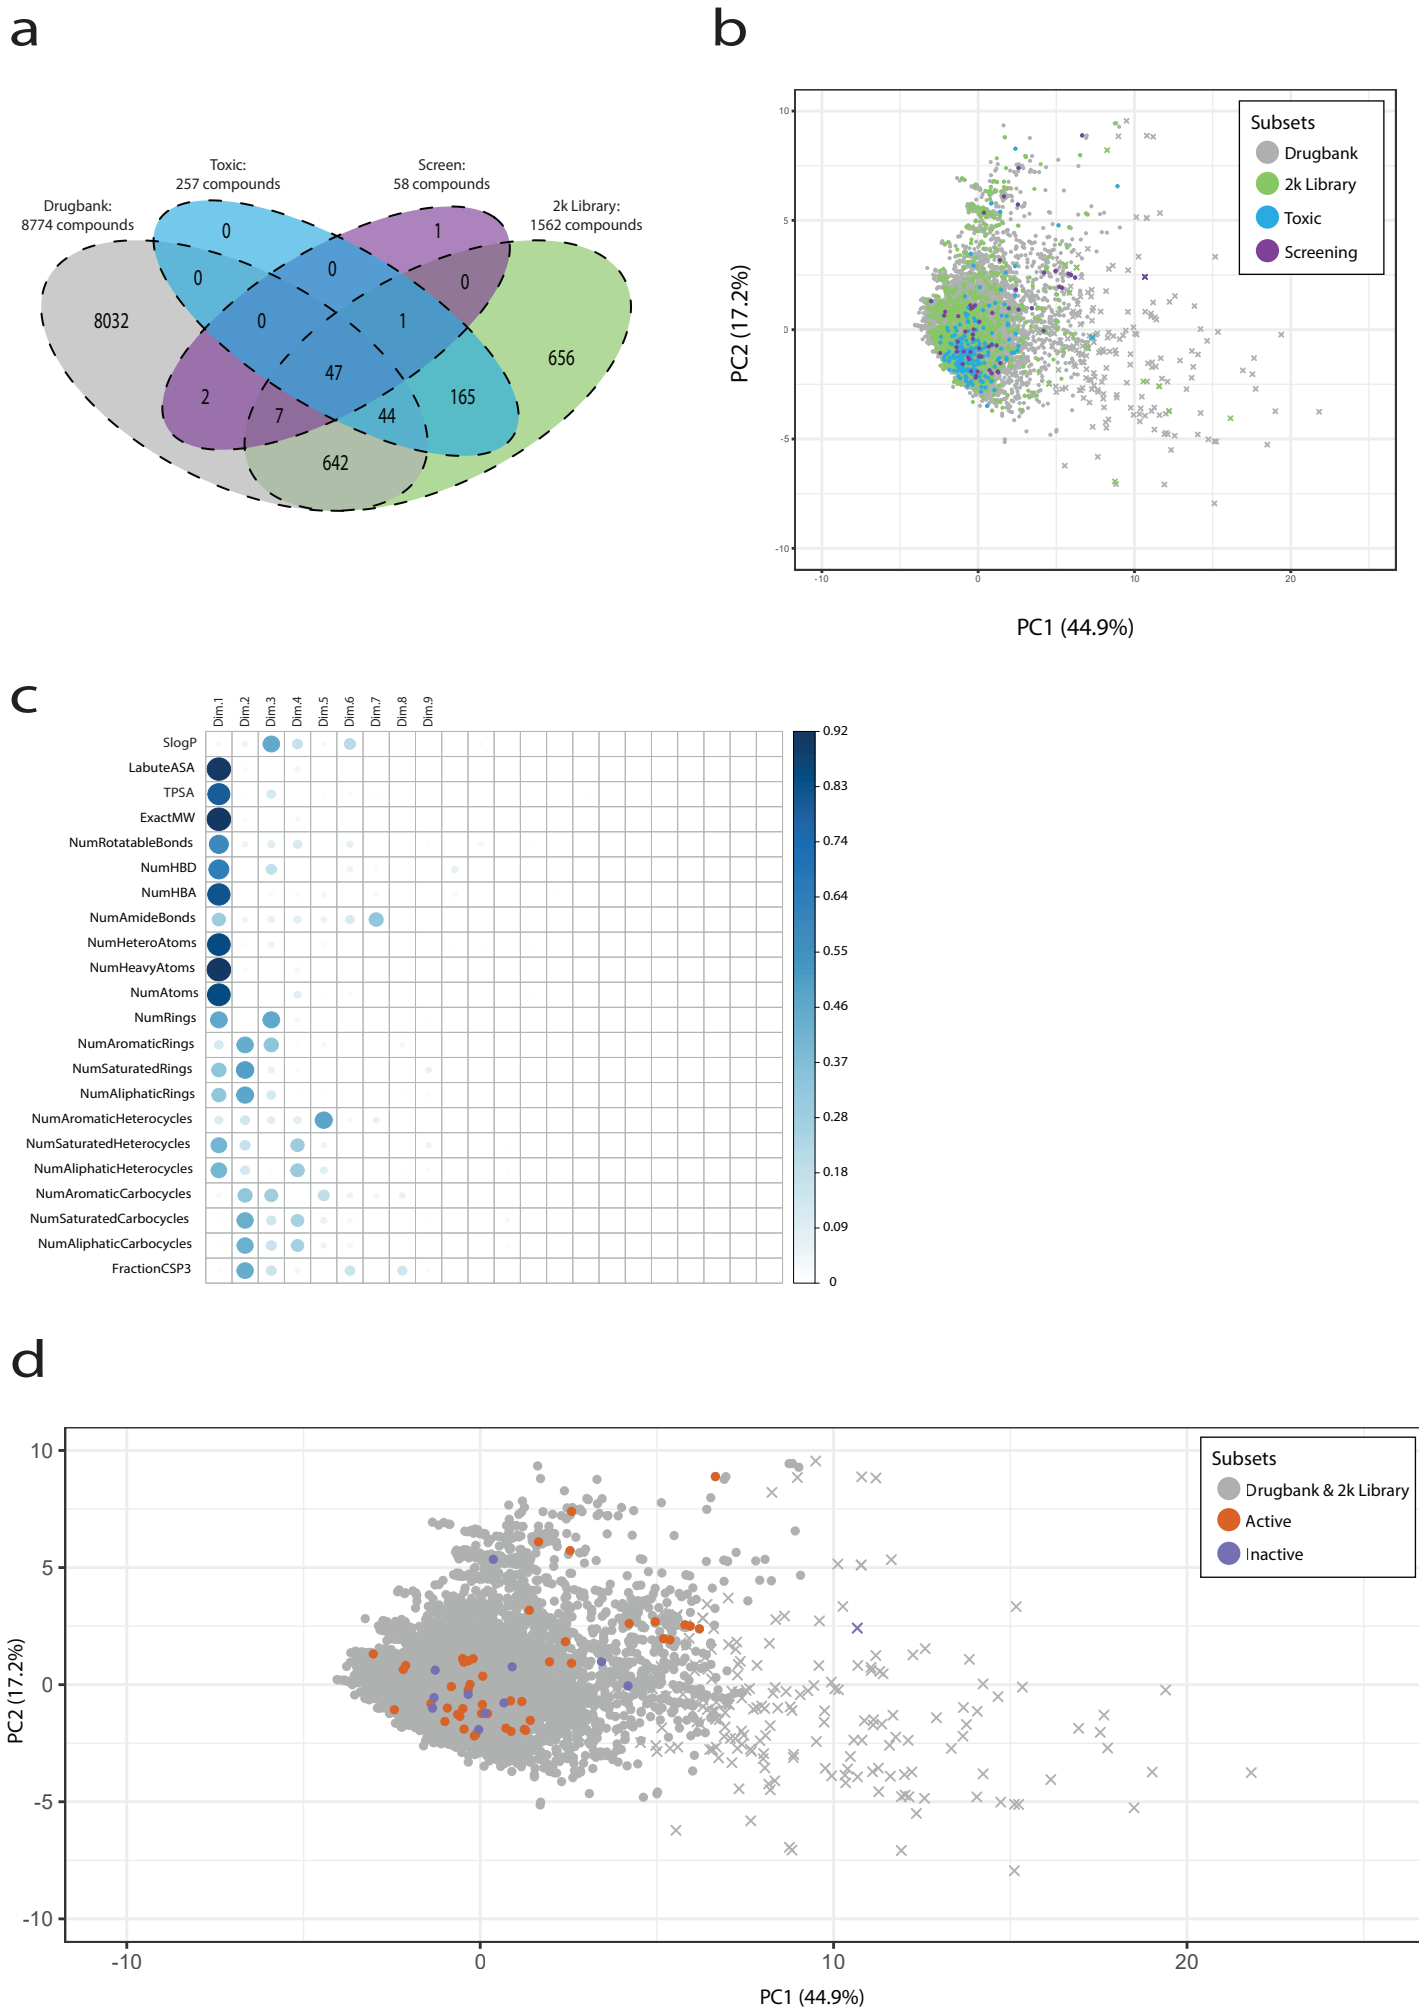 a
Toxic:
257 compounds
Screen:
58 compounds
Drugbank:
8774 compounds
2k Library:
1562 compounds
0
1
0
0
0
8032
0
1
656
47
2
7
44
165
642
b
PC2 (17.2%)
10
5
0
-5
-10
-10
0
10
20
PC1 (44.9%)
Subsets
Drugbank
2k Library
Toxic
Screening
c
Dim.1
Dim.2
Dim.3
Dim.4
Dim.5
Dim.6
Dim.7
Dim.8
Dim.9
SlogP
LabuteASA
TPSA
ExactMW
NumRotatableBonds
NumHBD
NumHBA
NumAmideBonds
NumHeteroAtoms
NumHeavyAtoms
NumAtoms
NumRings
NumAromaticRings
NumSaturatedRings
NumAliphaticRings
NumAromaticHeterocycles
NumSaturatedHeterocycles
NumAliphaticHeterocycles
NumAromaticCarbocycles
NumSaturatedCarbocycles
NumAliphaticCarbocycles
FractionCSP3
0.92
0.83
0.74
0.64
0.55
0.46
0.37
0.28
0.18
0.09
0
d
PC2 (17.2%)
10
5
0
-5
-10
-10
0
10
20
PC1 (44.9%)
Subsets
Drugbank & 2k Library
Active
Inactive